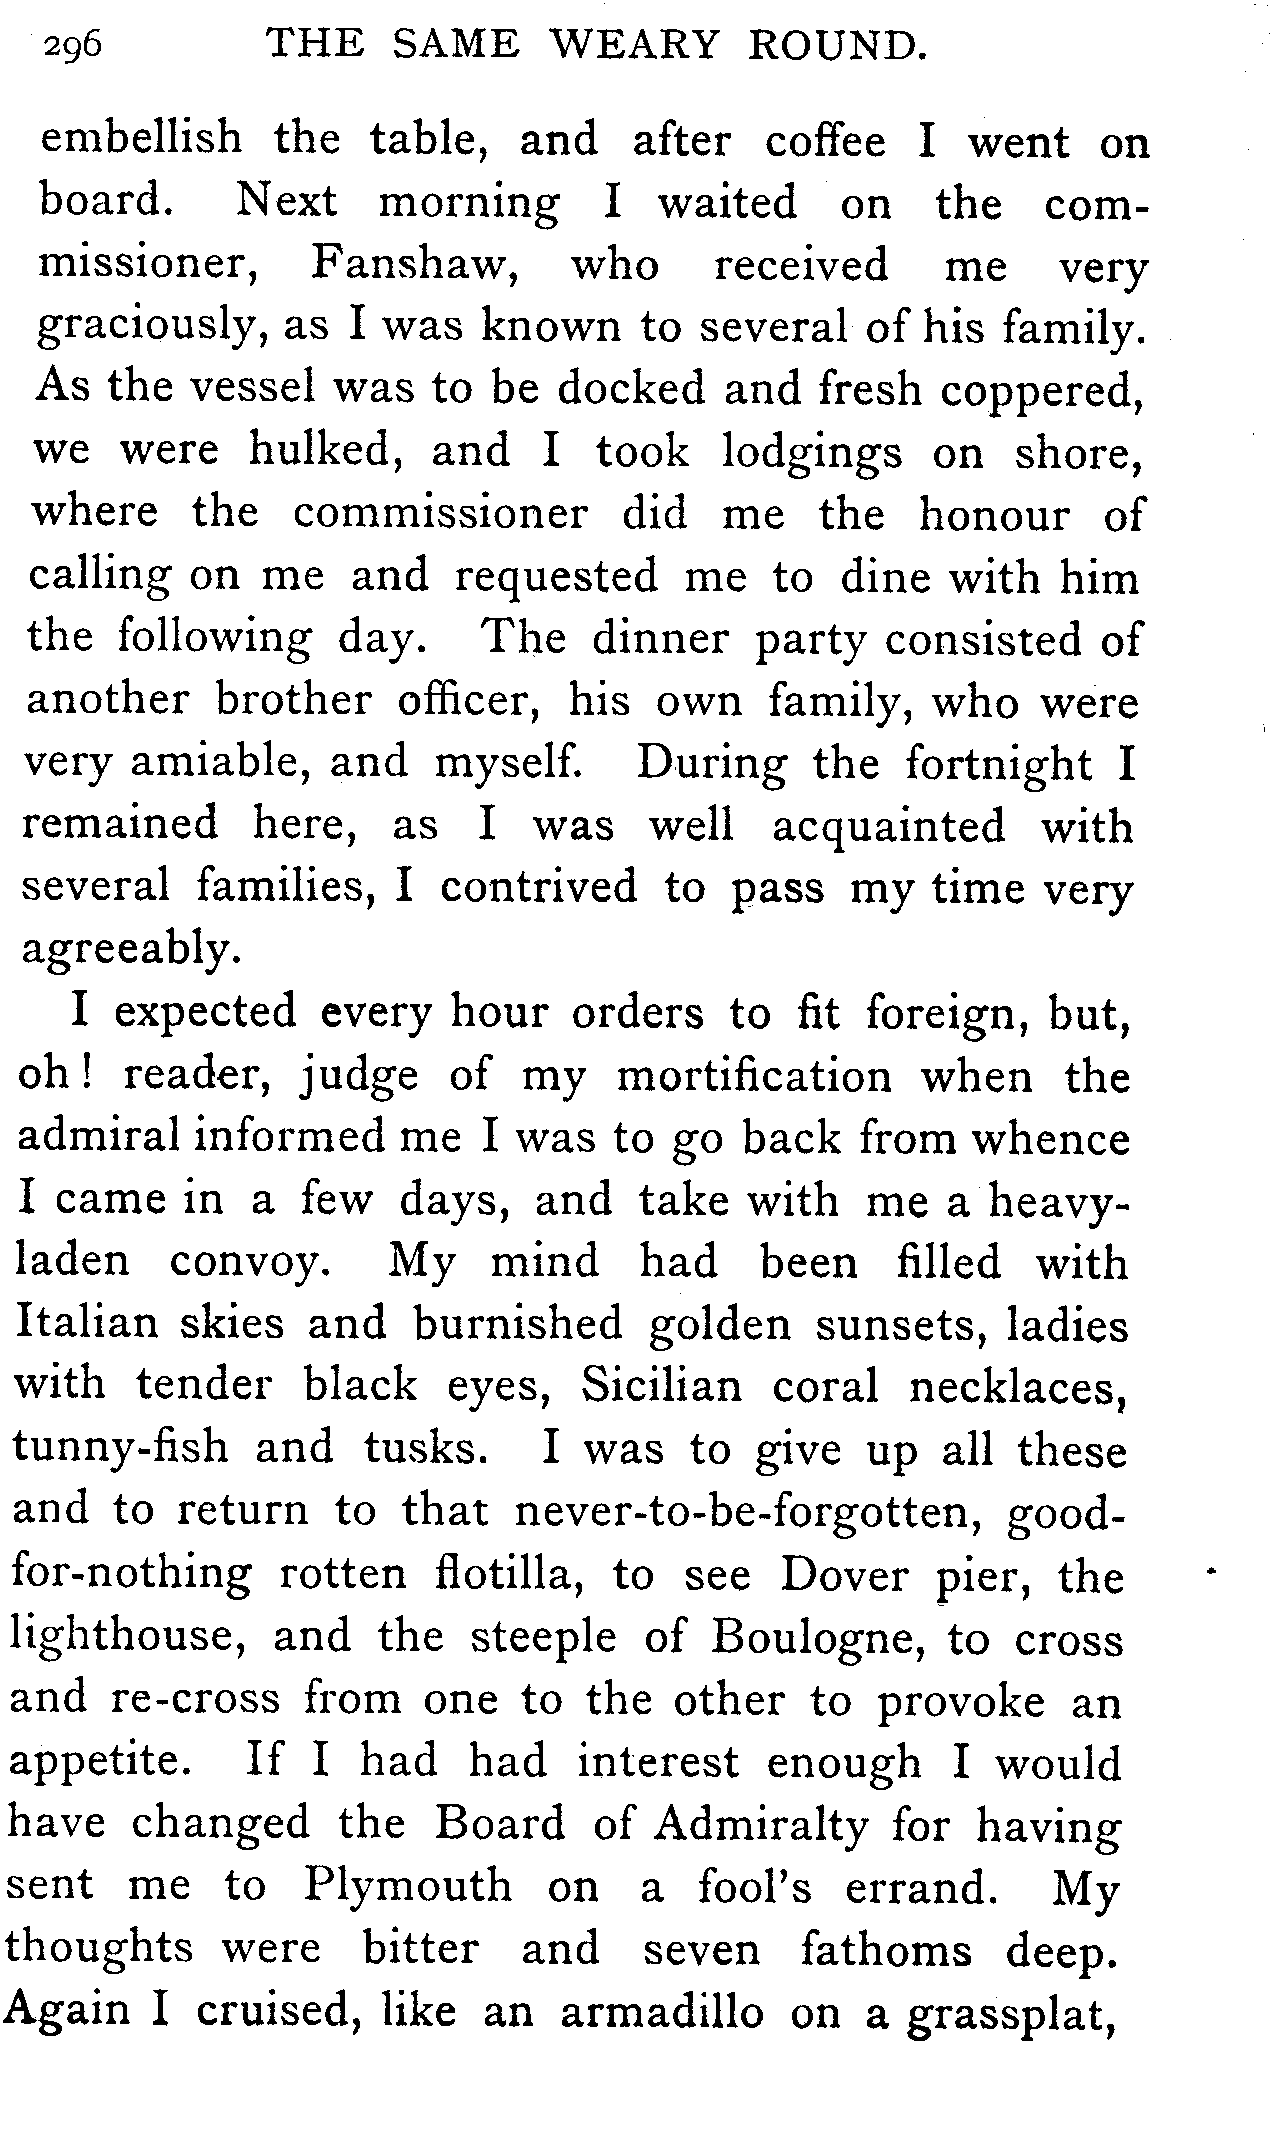 296 THE SAME WEARY ROUND.
embellish the table, and after coffee I went on
board. Next morning I waited on the com-
missioner, Fanshaw, who received me very
graciously, as I was known to several of his family.
As the vessel was to be docked and fresh coppered,
we were hulked, and I took lodgings on shore,
where the commissioner did me the honour of
calling on me and requested me to dine with him
the following day. The dinner party consisted of
another brother officer, his own family, who were
very amiable, and myself. During the fortnight I
remained here, as I was well acquainted with
several families, I contrived to pass my time very
agreeably.
I expected every hour orders to fit foreign, but,
oh! reader, judge of my mortification when the
admiral informed me I was to go back from whence
I came in a few days, and take with me a heavy-
laden convoy. My mind had been filled with
Italian skies and burnished golden sunsets, ladies
with tender black eyes, Sicilian coral necklaces,
tunny-fish and tusks. I was to give up all these
and to return to that never-to-be-forgotten, good-
for-nothing rotten flotilla, to see Dover pier, the
lighthouse, and the steeple of Boulogne, to cross
and re-cross from one to the other to provoke an
appetite. If I had had interest enough I would
have changed the Board of Admiralty for having
sent me to Plymouth on a fool's errand. My
thoughts were bitter and seven fathoms deep.
Again I cruised, like an armadillo on a grassplat,